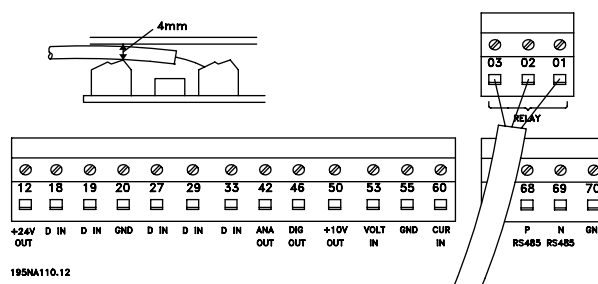 4mm
03 02 01
RELAY
12 18 19 20 27 29 33 42 46 50 53 55 60
68 69 70
+24V OUT D IN D IN GND D IN D IN D IN ANA OUT DIG OUT +10V OUT VOLT IN GND CUR IN
P RS485 N RS485 GN
195NA110.12